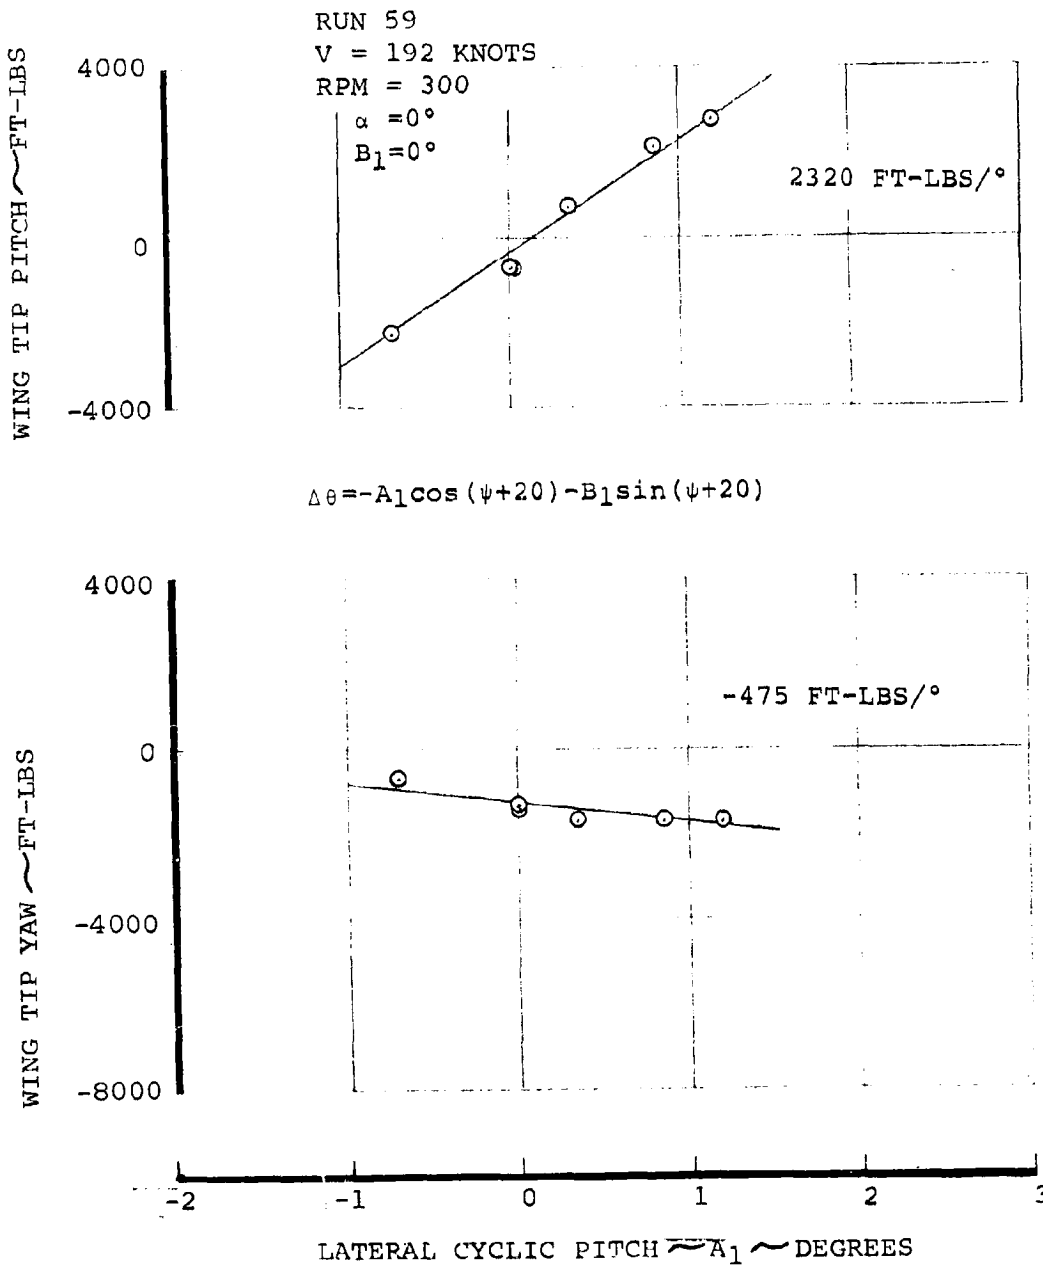 RUN 59
V = 192 KNOTS
RPM = 300
α =0°
B1=0°
WING TIP PITCH~FT-LBS
4000
0
-4000
2320 FT-LBS/°
Δθ=-A1cos(ψ+20)-B1sin(ψ+20)
WING TIP YAW~FT-LBS
4000
0
-4000
-8000
-475 FT-LBS/°
-2 -1 0 1 2 3
LATERAL CYCLIC PITCH~A1~DEGREES